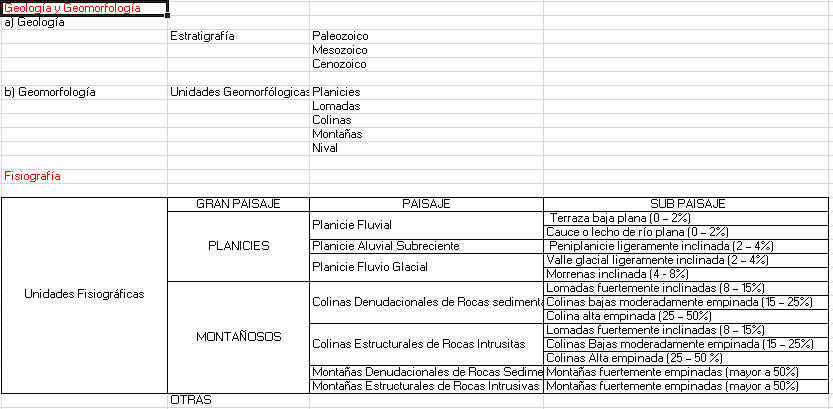 Geología y Geomorfología
a) Geología
Estratigrafía Paleozoico
Mesozoico
Cenozoico
b) Geomorfología Unidades Geomorfólogicas Planicies
Lomadas
Colinas
Montañas
Nival
Fisiografía
GRAN PAISAJE PAISAJE SUB PAISAJE
Unidades Fisiográficas
PLANICIES
Planicie Fluvial
Terraza baja plana (0 – 2%)
Cauce o lecho de río plana (0 – 2%)
Planicie Aluvial Subreciente Peniplanicie ligeramente inclinada (2 – 4%)
Planicie Fluvio Glacial
Valle glacial ligeramente inclinada (2 – 4%)
Morrenas inclinada (4 - 8%)
MONTAÑOSOS
Colinas Denudacionales de Rocas sedimenta
Lomadas fuertemente inclinadas (8 – 15%)
Colinas bajas moderadamente empinada (15 – 25%)
Colina alta empinada (25 – 50%)
Colinas Estructurales de Rocas Intrusitas
Lomadas fuertemente inclinadas (8 – 15%)
Colinas Bajas moderadamente empinada (15 – 25%)
Colinas Alta empinada (25 – 50 %)
Montañas Denudacionales de Rocas Sedime Montañas fuertemente empinadas (mayor a 50%)
Montañas Estructurales de Rocas Intrusivas Montañas fuertemente empinadas (mayor a 50%)
OTRAS